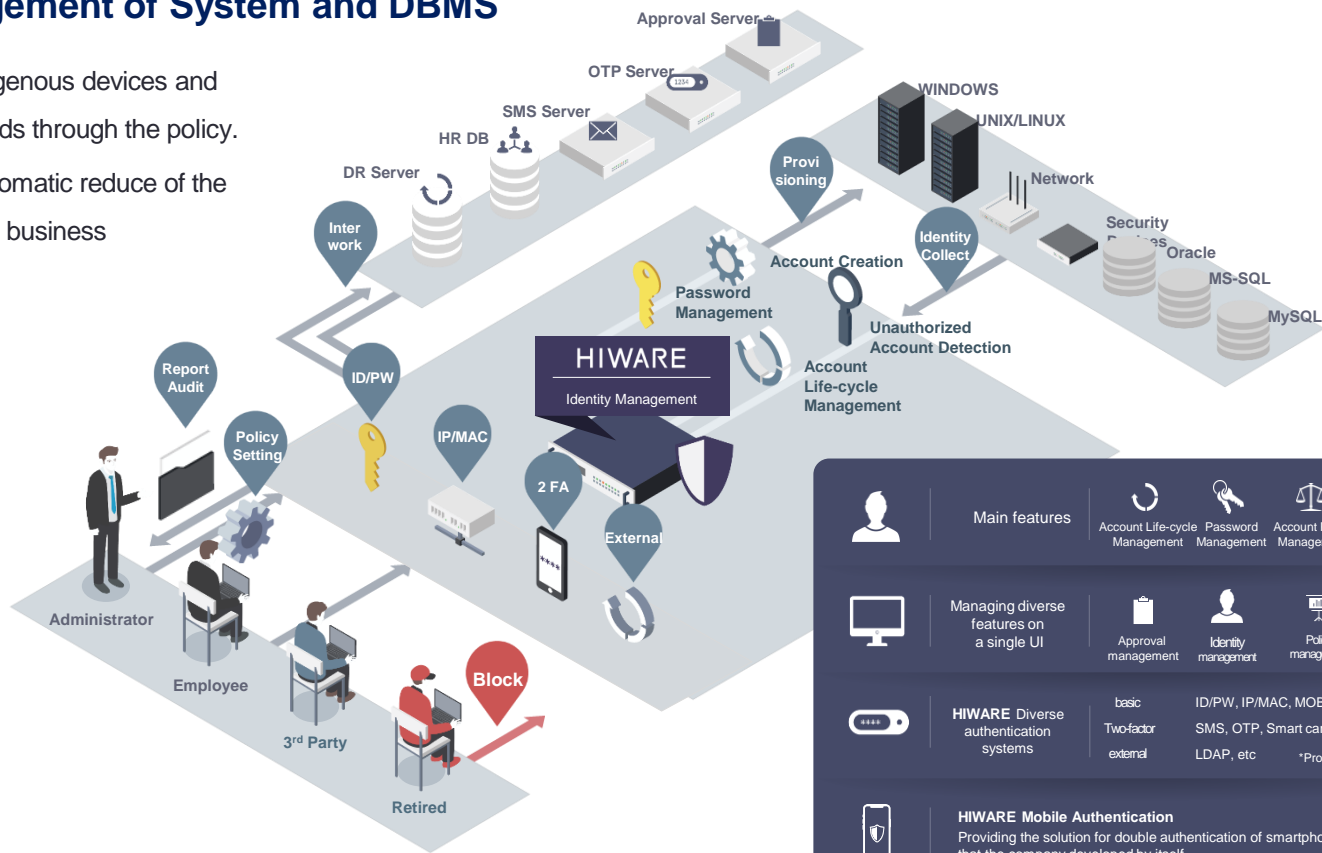 gement of System and DBMS
genous devices and
ds through the policy.
omatic reduce of the
business
Approval Server
OTP Server
1234
SMS Server
HR DB
DR Server
Inter
work
Provi
sioning
WINDOWS
UNIX/LINUX
Network
Security
Oracle
MS-SQL
MySQL
Identity
Collect
Account Creation
Password
Management
Unauthorized
Account Detection
Account
Life-cycle
Management
HIWARE
Identity Management
Report
Audit
Policy
Setting
ID/PW
IP/MAC
2 FA
****
External
Administrator
Employee
3rd Party
Retired
Block
Main features
Account Life-cycle
Management
Password
Management
Account
Manage
Managing diverse
features on
a single UI
Approval
management
Identity
management
Poli
manag
****
HIWARE Diverse
authentication
systems
basic ID/PW, IP/MAC, MOB
Two-factor SMS, OTP, Smart car
external LDAP, etc *Pro
HIWARE Mobile Authentication
Providing the solution for double authentication of smartpho
that the company developed by itself